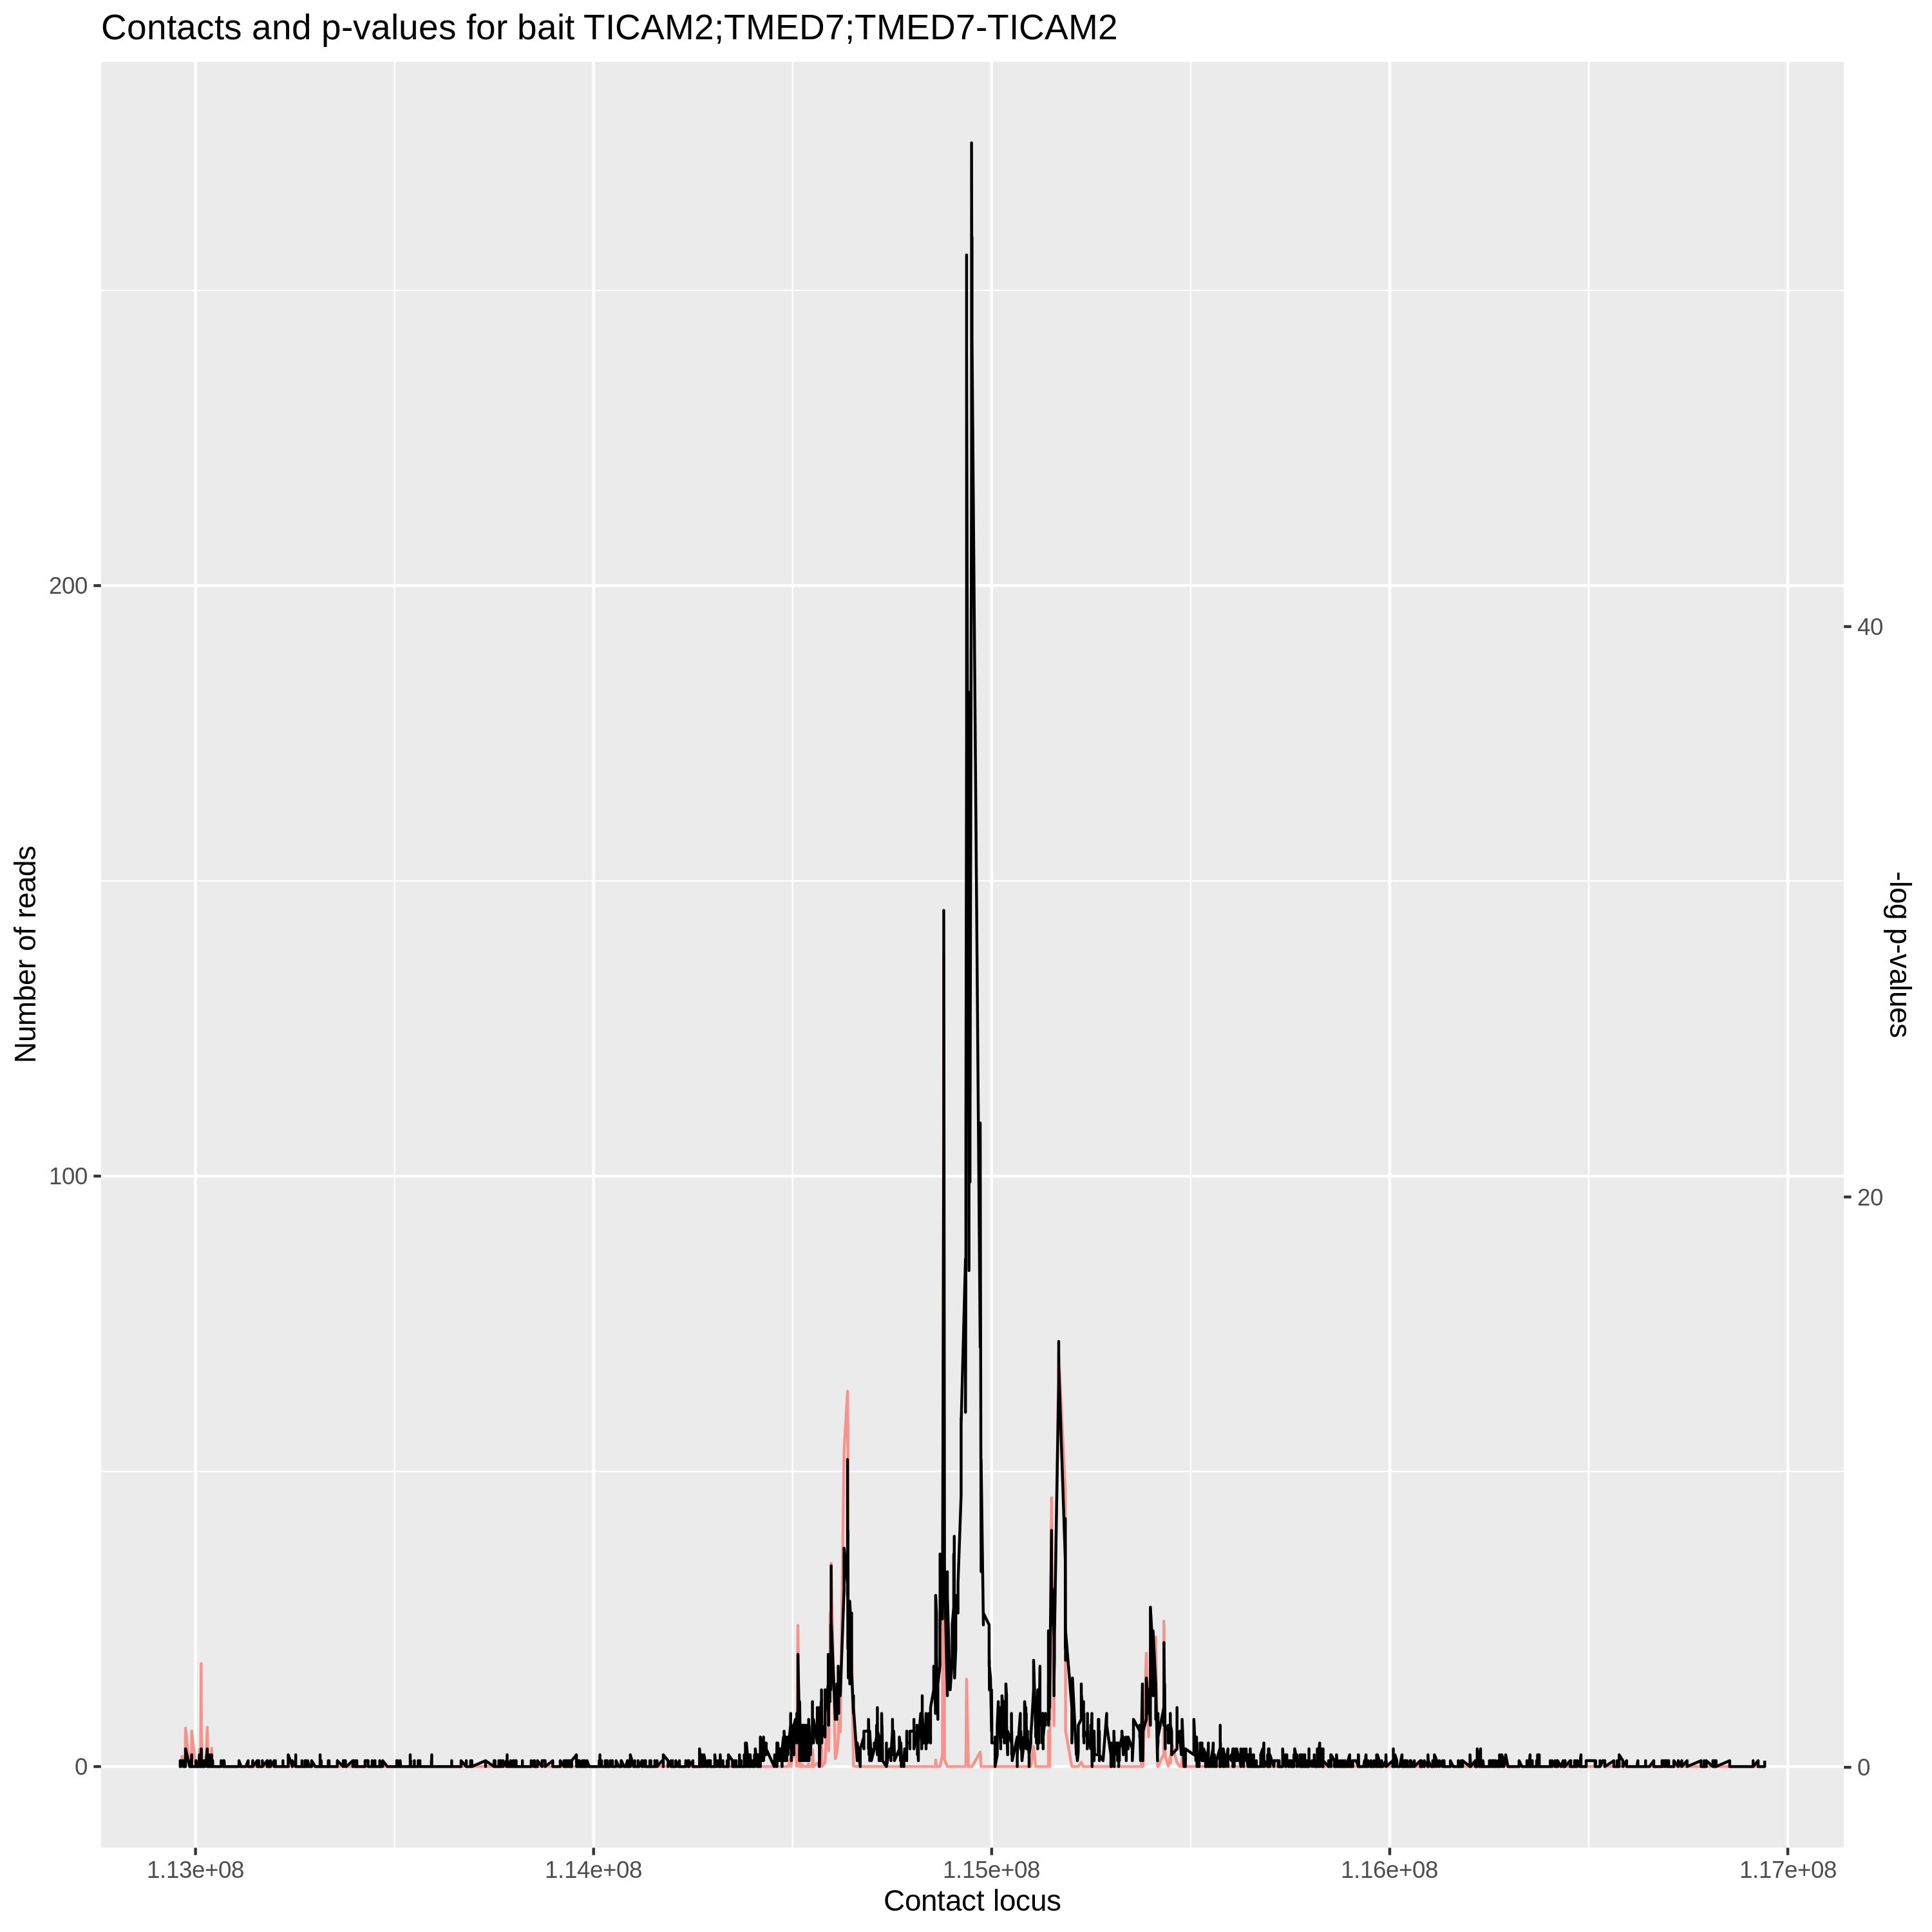 Contacts and p-values for bait TICAM2;TMED7;TMED7-TICAM2
Number of reads
200
100
0
40
20
0
-log p-values
1.13e+08 1.14e+08 1.15e+08 1.16e+08 1.17e+08
Contact locus